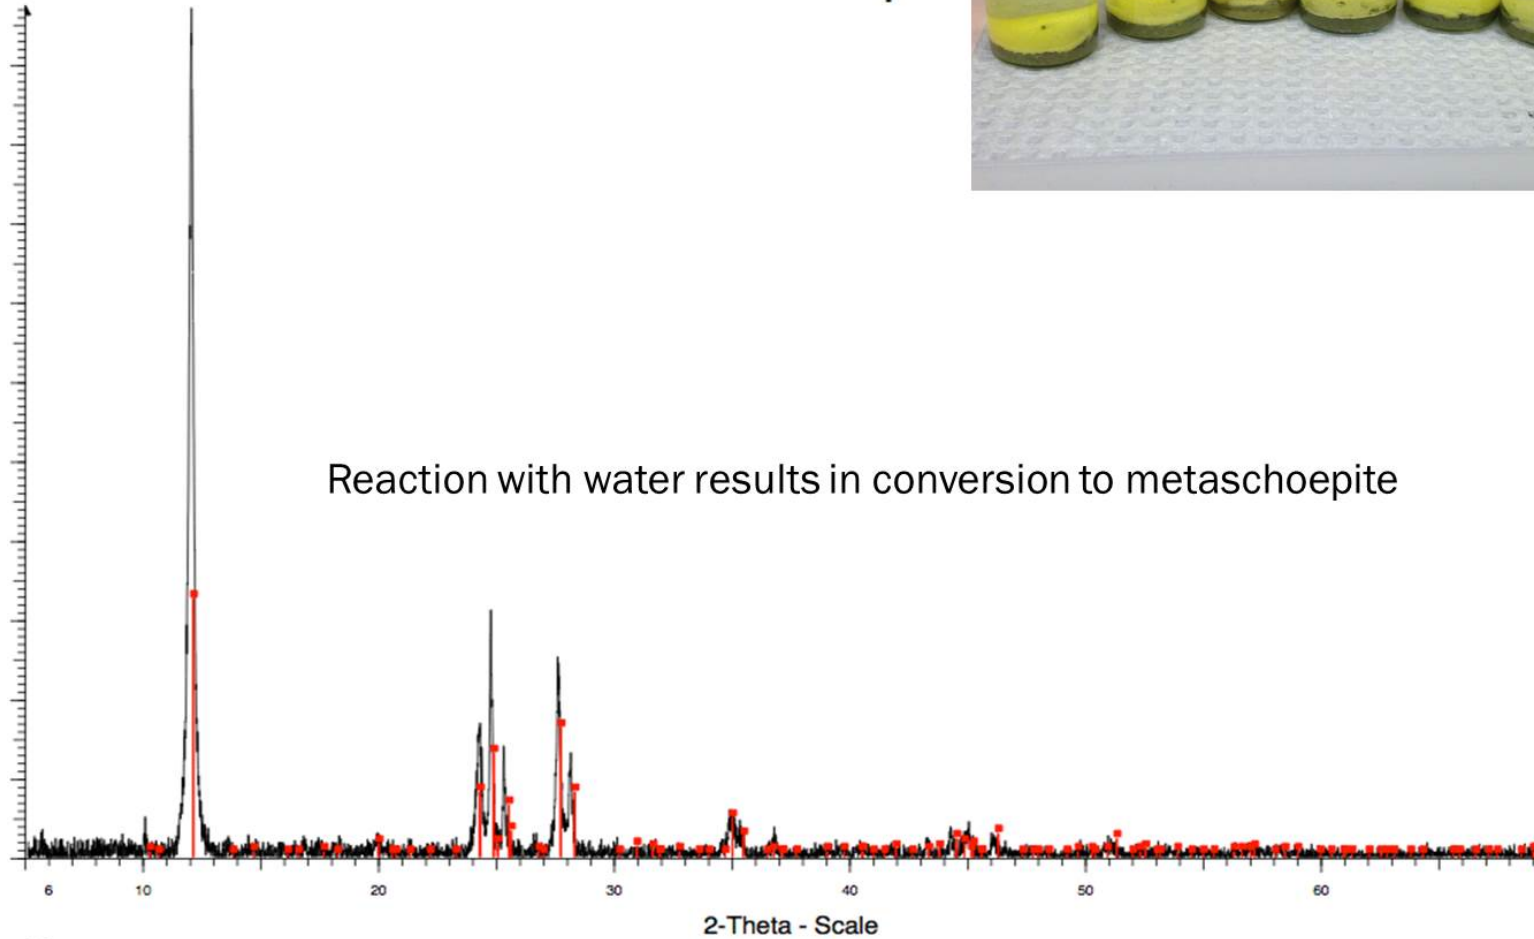 Reaction with water results in conversion to metaschoepite
6 10 20 30 40 50 60
2-Theta - Scale